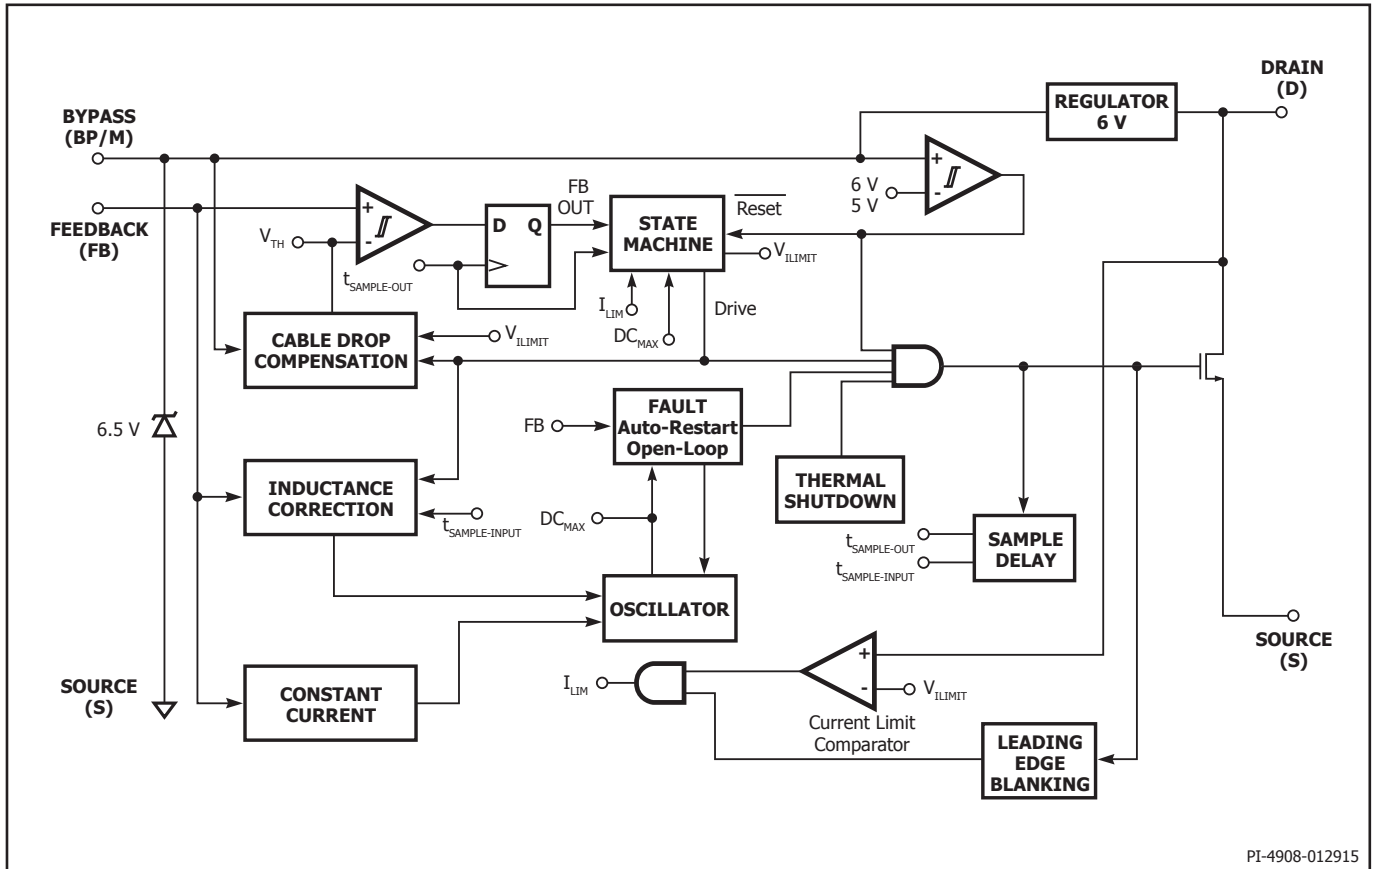 DRAIN
(D)
REGULATOR
6 V
BYPASS
(BP/M)
+
6 V
5 V
-
FB
OUT
Reset
FEEDBACK
(FB)
+
V_TH
-
D Q
STATE
MACHINE
t_SAMPLE-OUT
V_ILIMIT
I_LIM
DC_MAX
Drive
CABLE DROP
COMPENSATION
V_ILIMIT
6.5 V
FB
FAULT
Auto-Restart
Open-Loop
THERMAL
SHUTDOWN
INDUCTANCE
CORRECTION
t_SAMPLE-INPUT
DC_MAX
t_SAMPLE-OUT
t_SAMPLE-INPUT
SAMPLE
DELAY
OSCILLATOR
SOURCE
(S)
SOURCE
(S)
CONSTANT
CURRENT
I_LIM
+
-
V_ILIMIT
Current Limit
Comparator
LEADING
EDGE
BLANKING
PI-4908-012915